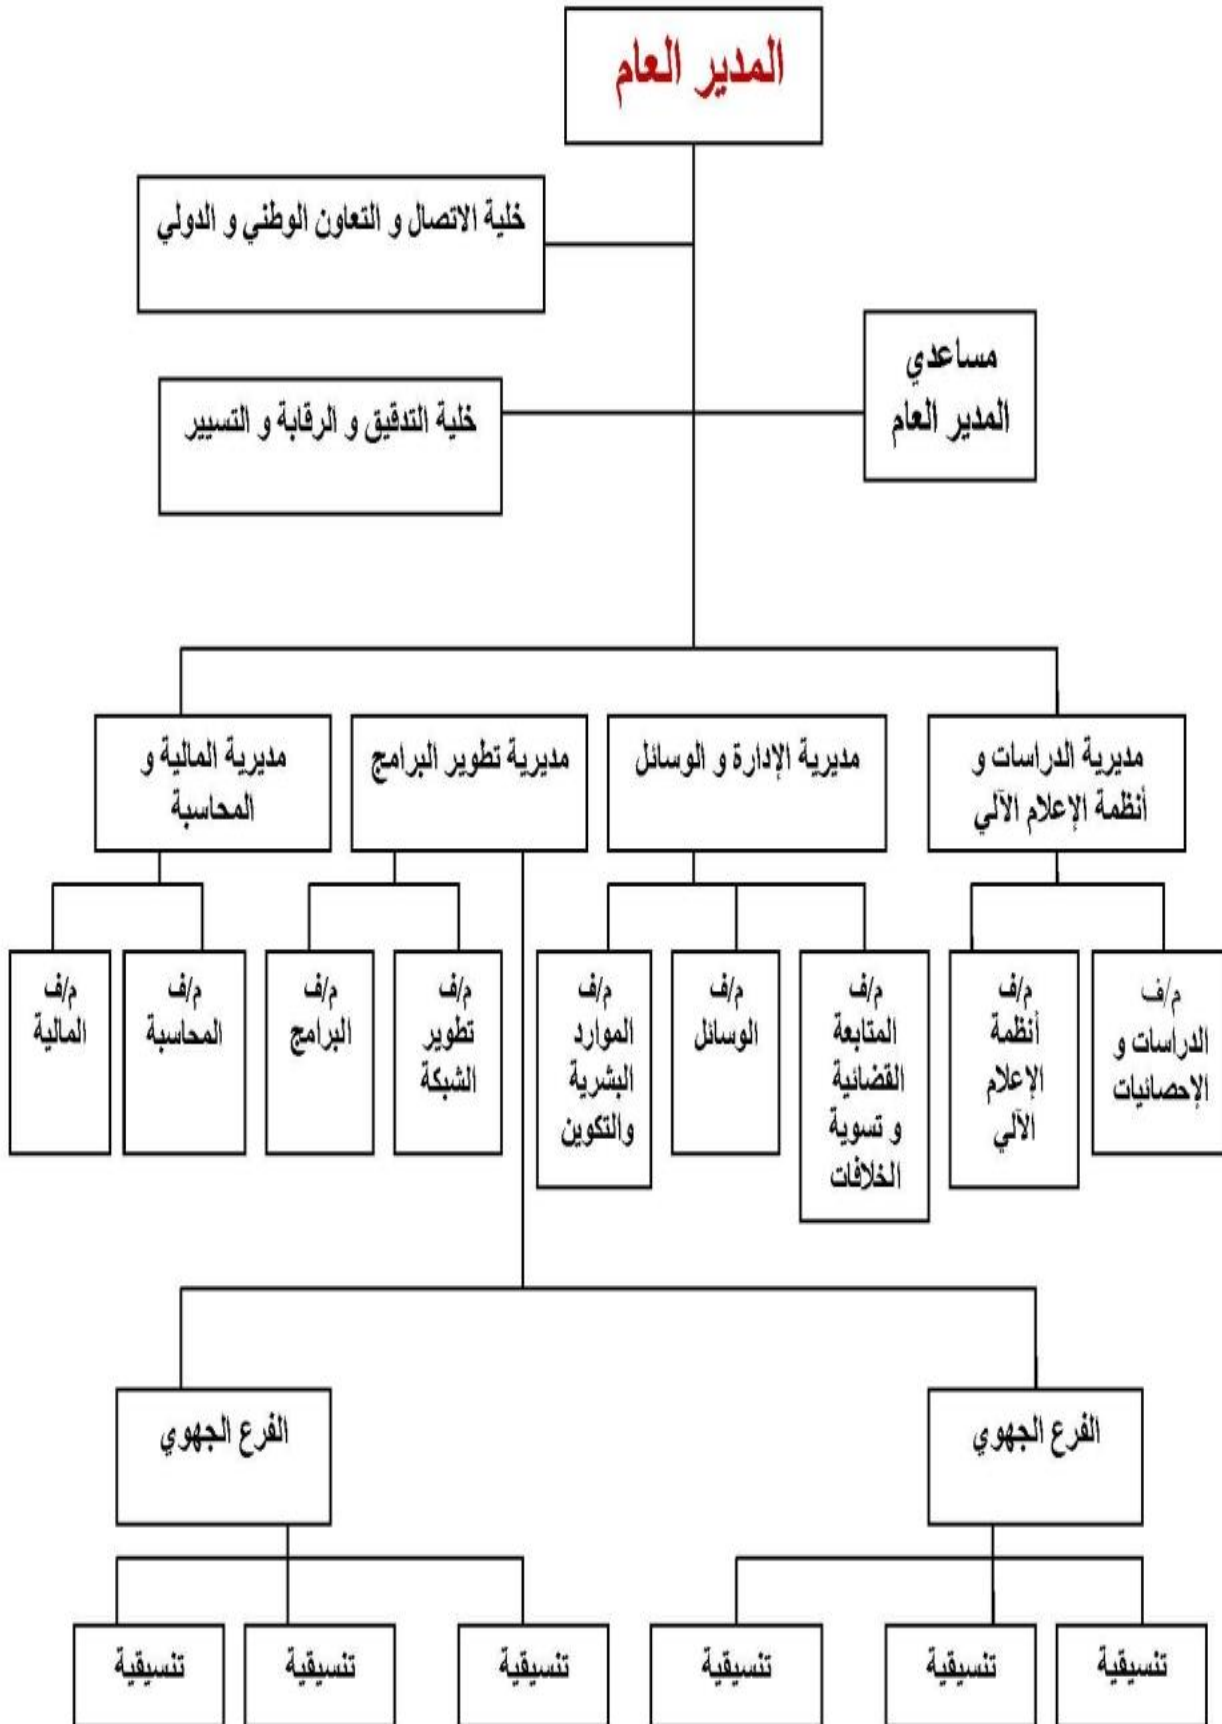 المدير العام
خلية الاتصال و التعاون الوطني و الدولي
مساعدي
المدير العام
خلية التدقيق و الرقابة و التسيير
مديرية الدراسات و
أنظمة الإعلام الآلي
مديرية الإدارة و الوسائل
مديرية تطوير البرامج
مديرية المالية و
المحاسبة
م/ف
الدراسات و
الإحصائيات
م/ف
أنظمة
الإعلام
الآلي
م/ف
المتابعة
القضائية
و تسوية
الخلافات
م/ف
الوسائل
م/ف
الموارد
البشرية
والتكوين
م/ف
تطوير
الشبكة
م/ف
البرامج
م/ف
المحاسبة
م/ف
المالية
الفرع الجهوي
الفرع الجهوي
تنسيقية
تنسيقية
تنسيقية
تنسيقية
تنسيقية
تنسيقية